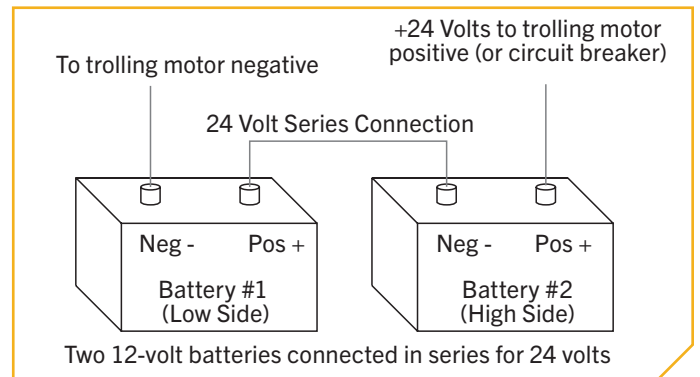 +24 Volts to trolling motor
positive (or circuit breaker)
To trolling motor negative
24 Volt Series Connection
Neg - Pos +
Battery #1
(Low Side)
Neg - Pos +
Battery #2
(High Side)
Two 12-volt batteries connected in series for 24 volts